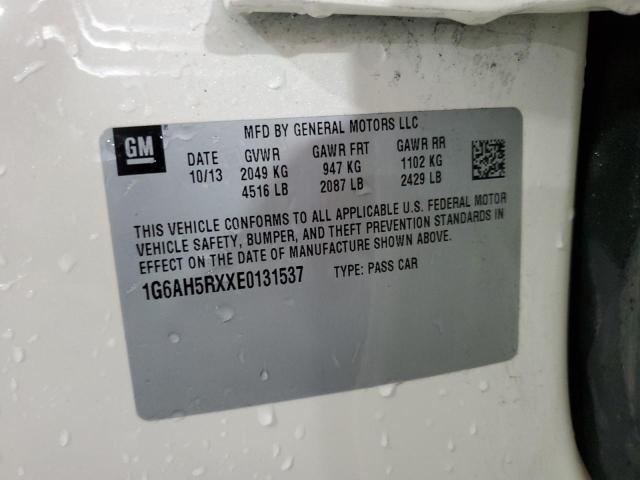 GM
MFD BY GENERAL MOTORS LLC
DATE GVWR GAWR FRT GAWR RR
10/13 2049 KG 947 KG 1102 KG
4516 LB 2087 LB 2429 LB
THIS VEHICLE CONFORMS TO ALL APPLICABLE U.S. FEDERAL MOTOR
VEHICLE SAFETY, BUMPER, AND THEFT PREVENTION STANDARDS IN
EFFECT ON THE DATE OF MANUFACTURE SHOWN ABOVE.
1G6AH5RXXE0131537 TYPE: PASS CAR